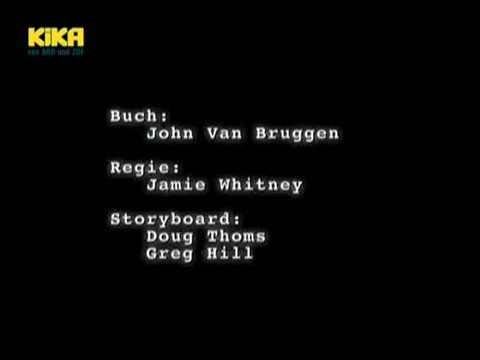 KiKA
von ARD und ZDF
Buch:
John Van Bruggen
Regie:
Jamie Whitney
Storyboard:
Doug Thoms
Greg Hill